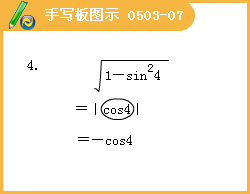 手写板图示 0503-07
4.
√1-sin²4
=|cos4|
=-cos4